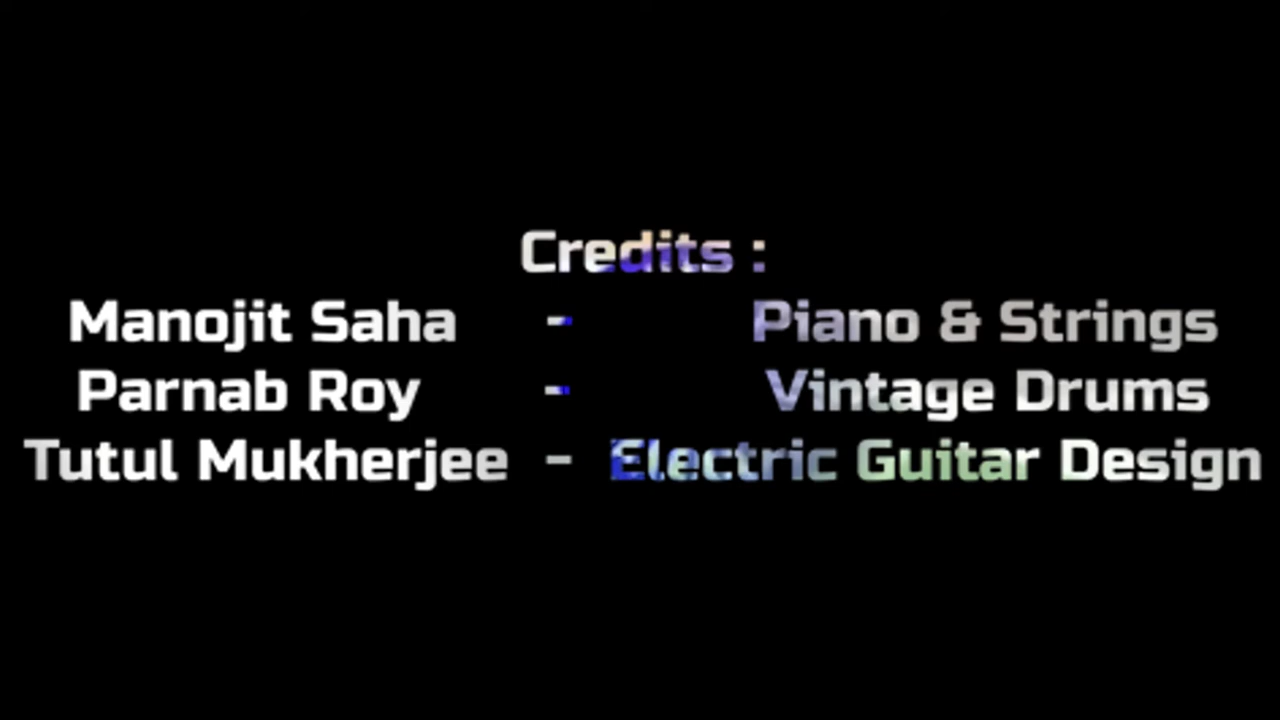 Credits :
Manojit Saha - Piano & Strings
Parnab Roy - Vintage Drums
Tutul Mukherjee - Electric Guitar Design